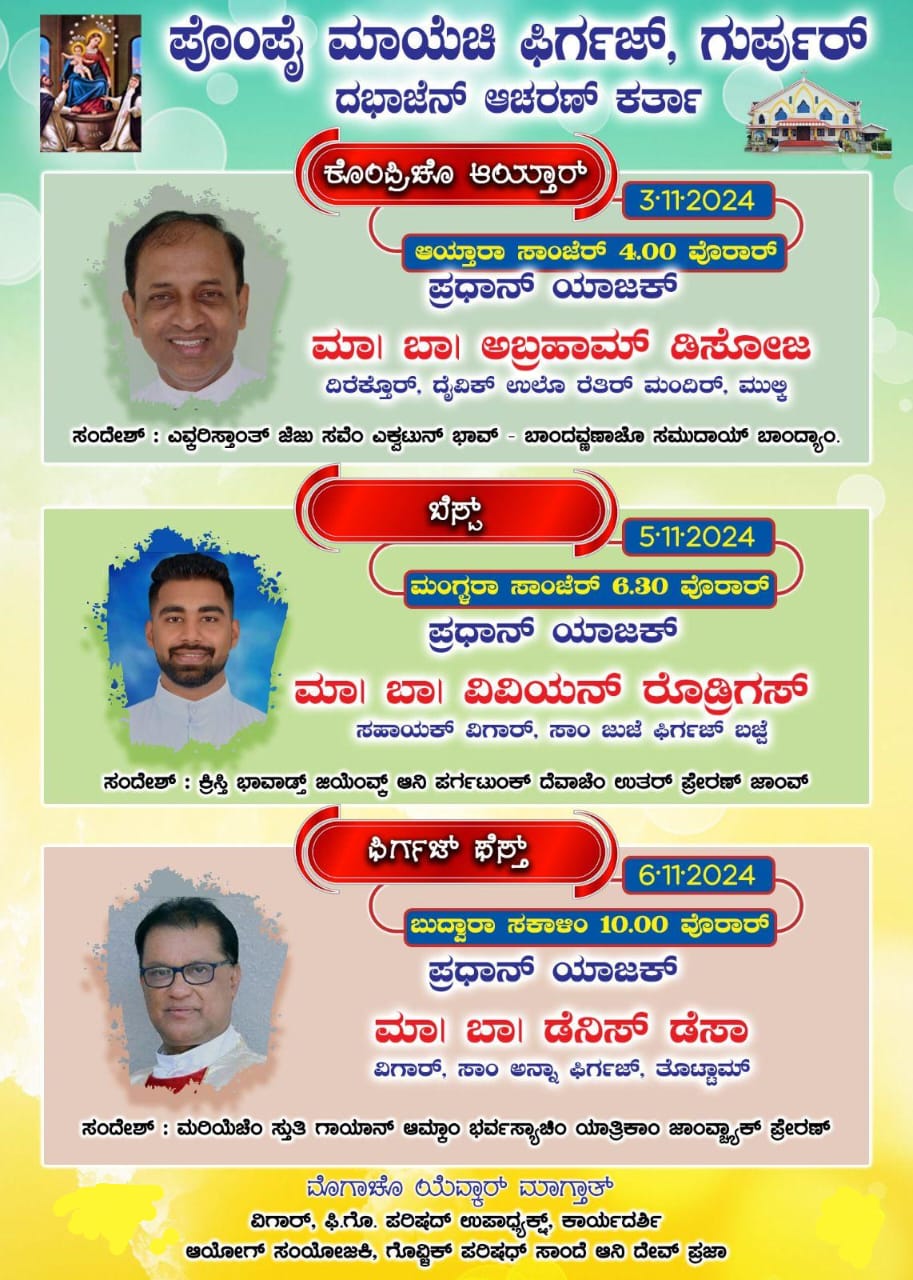 ಪೊಂಪೈ ಮಾಯೆಚಿ ಫಿರ್ಗಜ್, ಗುರ್ಪುರ್
ದಭಾಜೆನ್ ಆಚರಣ್ ಕರ್ತಾ
ಕೊಂಪ್ರಿಚೊ ಆಯ್ತಾರ್
3·11·2024
ಆಯ್ತಾರಾ ಸಾಂಜೆರ್ 4.00 ವೊರಾರ್
ಪ್ರಧಾನ್ ಯಾಜಕ್
ಮಾ| ಬಾ| ಅಬ್ರಹಾಮ್ ಡಿಸೋಜ
ದಿರೆಕ್ತೊರ್, ದೈವಿಕ್ ಉಲೊ ರೆತಿರ್ ಮಂದಿರ್, ಮುಲ್ಕಿ
ಸಂದೇಶ್ : ಎವ್ಕರಿಸ್ತಾಂತ್ ಜೆಜು ಸವೆಂ ಎಕ್ವಟುನ್ ಭಾವ್ - ಬಾಂದವ್ಪಣಾಚೊ ಸಮುದಾಯ್ ಬಾಂದ್ಯಾಂ.
ಬೆಸ್ಪ್
5·11·2024
ಮಂಗ್ಳರಾ ಸಾಂಜೆರ್ 6.30 ವೊರಾರ್
ಪ್ರಧಾನ್ ಯಾಜಕ್
ಮಾ| ಬಾ| ವಿವಿಯನ್ ರೊಡ್ರಿಗಸ್
ಸಹಾಯಕ್ ವಿಗಾರ್, ಸಾಂ ಜುಜೆ ಫಿರ್ಗಜ್ ಬಜ್ಪೆ
ಸಂದೇಶ್ : ಕ್ರಿಸ್ತಿ ಭಾವಾಡ್ತ್ ಜಿಯೆಂವ್ಕ್ ಆನಿ ಪರ್ಗಟುಂಕ್ ದೆವಾಚೆಂ ಉತರ್ ಪ್ರೇರಣ್ ಜಾಂವ್
ಫಿರ್ಗಜ್ ಫೆಸ್ತ್
6·11·2024
ಬುದ್ವಾರಾ ಸಕಾಳಿಂ 10.00 ವೊರಾರ್
ಪ್ರಧಾನ್ ಯಾಜಕ್
ಮಾ| ಬಾ| ಡೆನಿಸ್ ಡೆಸಾ
ವಿಗಾರ್, ಸಾಂ ಅನ್ನಾ ಫಿರ್ಗಜ್, ತೊಟ್ಟಾಮ್
ಸಂದೇಶ್ : ಮರಿಯೆಚೆಂ ಸ್ತುತಿ ಗಾಯಾನ್ ಆಮ್ಕಾಂ ಭರ್ವಸ್ಯಾಚಿಂ ಯಾತ್ರಿಕಾಂ ಜಾಂವ್ಚ್ಯಾಕ್ ಪ್ರೇರಣ್
ಮೊಗಾಚೊ ಯೆವ್ಕಾರ್ ಮಾಗ್ತಾತ್
ವಿಗಾರ್, ಫಿ.ಗೊ. ಪರಿಷದ್ ಉಪಾಧ್ಯಕ್ಷ್, ಕಾರ್ಯದರ್ಶಿ
ಆಯೋಗ್ ಸಂಯೋಜಕಿ, ಗೊವ್ಳಿಕ್ ಪರಿಷಧ್ ಸಾಂದೆ ಆನಿ ದೇವ್ ಪ್ರಜಾ